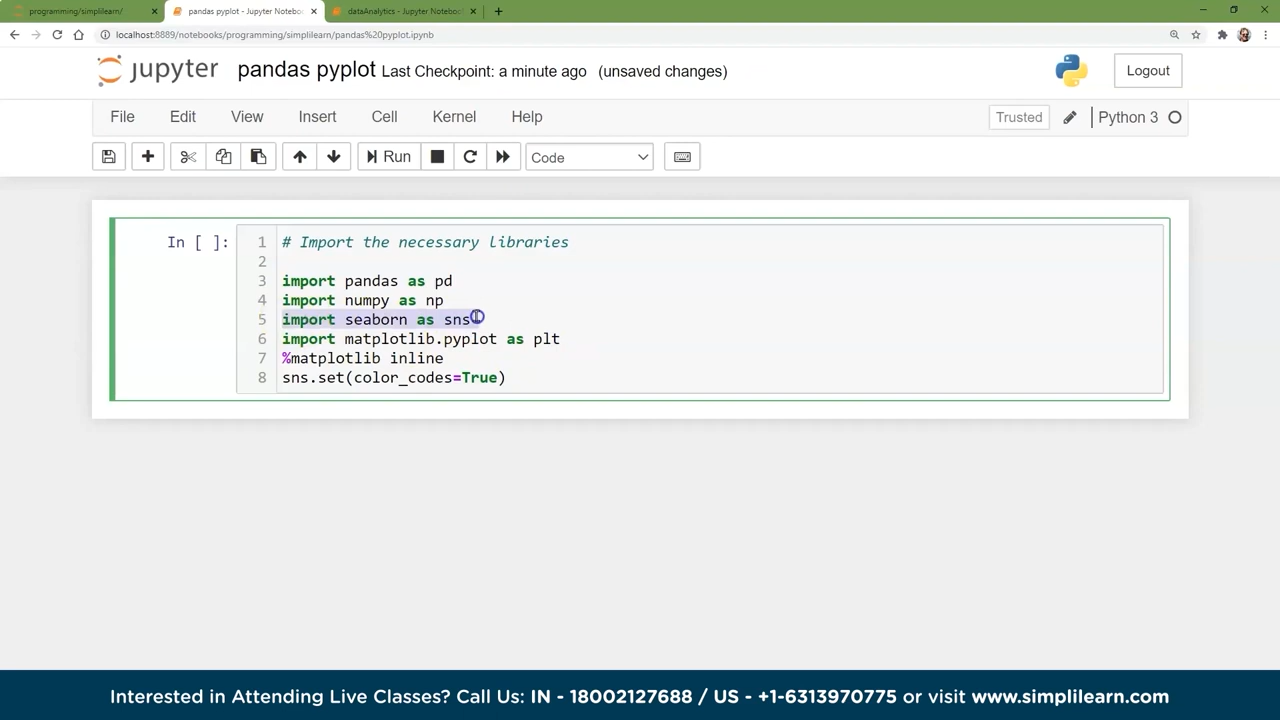 programming/simplilearn/
pandas pyplot - Jupyter Noteboo
dataAnalytics - Jupyter Notebook
localhost:8889/notebooks/programming/simplilearn/pandas%20pyplot.ipynb
jupyter pandas pyplot Last Checkpoint: a minute ago (unsaved changes)
Logout
File Edit View Insert Cell Kernel Help
Trusted
Python 3
Run
Code
In [ ]:
1 # Import the necessary libraries
2
3 import pandas as pd
4 import numpy as np
5 import seaborn as sns
6 import matplotlib.pyplot as plt
7 %matplotlib inline
8 sns.set(color_codes=True)
Interested in Attending Live Classes? Call Us: IN - 18002127688 / US - +1-6313970775 or visit www.simplilearn.com